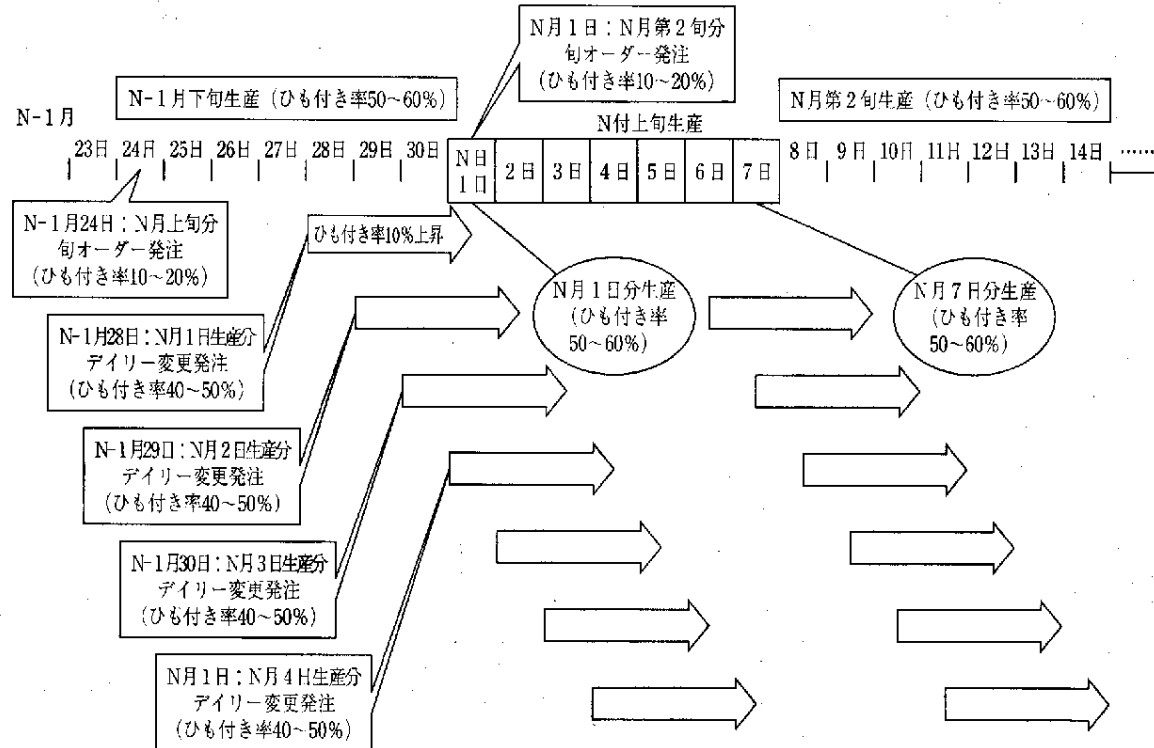 N月1日：N月第2旬分
旬オーダー発注
(ひも付き率10～20%)
N-1月下旬生産（ひも付き率50～60%）
N月第2旬生産（ひも付き率50～60%）
N-1月
N付上旬生産
23日 24日 25日 26日 27日 28日 29日 30日 N日1口 2日 3日 4日 5日 6日 7日 8日 9日 10日 11日 12日 13日 14日 ……
N-1月24日：N月上旬分
旬オーダー発注
(ひも付き率10～20%)
ひも付き率10%上昇
N月1日分生産
(ひも付き率
50～60%)
N月7日分生産
(ひも付き率
50～60%)
N-1月28日：N月1日生産分
デイリー変更発注
(ひも付き率40～50%)
N-1月29日：N月2日生産分
デイリー変更発注
(ひも付き率40～50%)
N-1月30日：N月3日生産分
デイリー変更発注
(ひも付き率40～50%)
N月1日：N月4日生産分
デイリー変更発注
(ひも付き率40～50%)